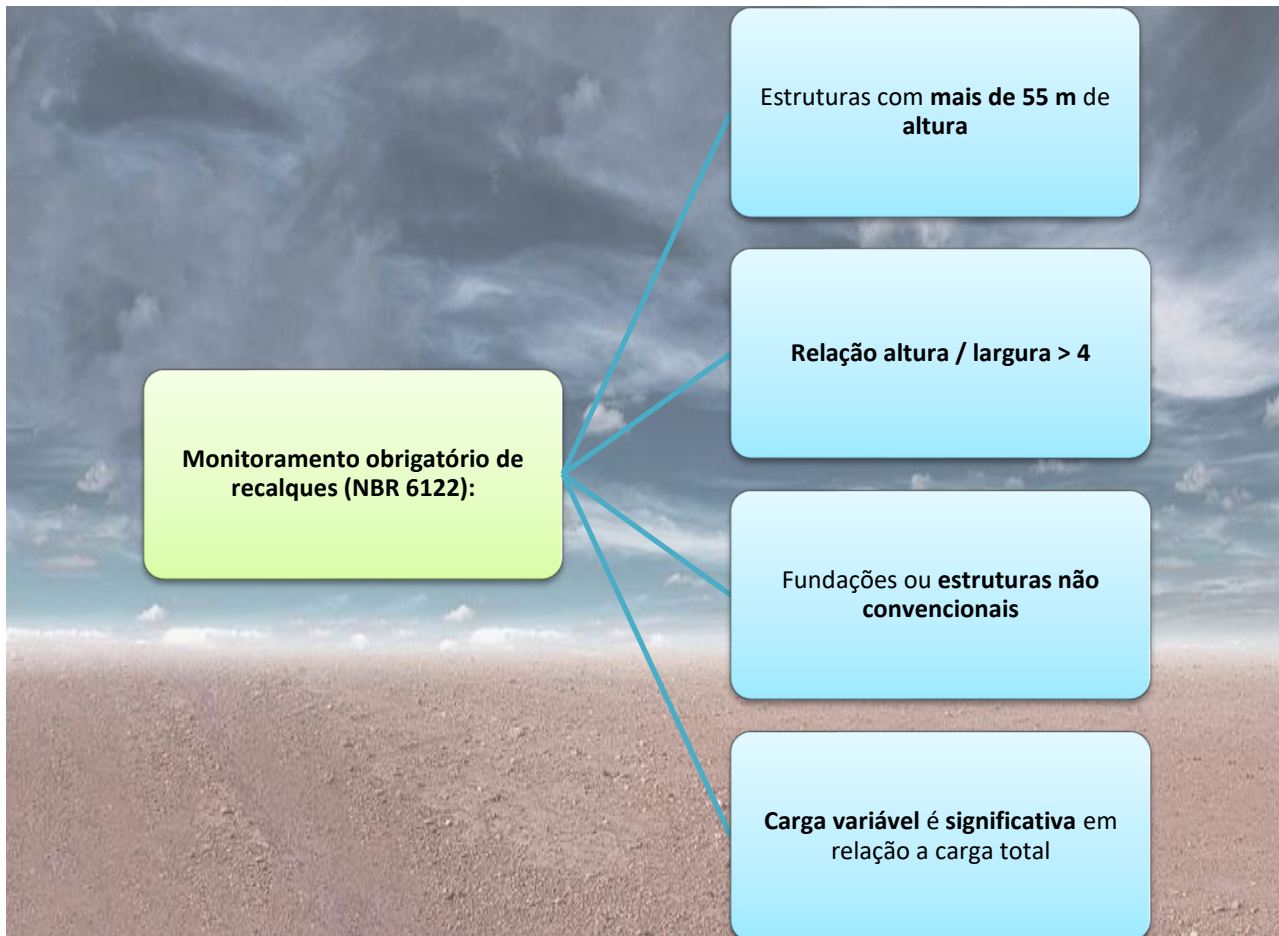 Estruturas com mais de 55 m de
altura
Relação altura / largura > 4
Monitoramento obrigatório de
recalques (NBR 6122):
Fundações ou estruturas não
convencionais
Carga variável é significativa em
relação a carga total